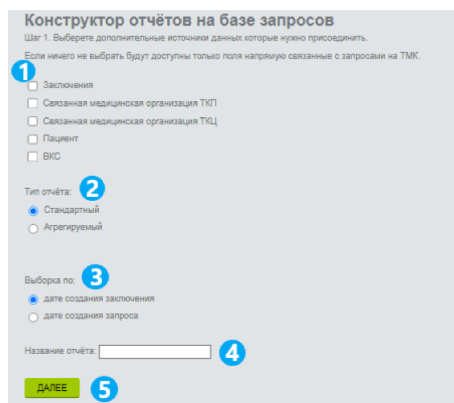 Конструктор отчётов на базе запросов
Шаг 1. Выберете дополнительные источники данных которые нужно присоединить.
Если ничего не выбрать будут доступны только поля напрямую связанные с запросами на ТМК.
1
Заключения
Связанная медицинская организация ТКП
Связанная медицинская организация ТКЦ
Пациент
ВКС
Тип отчёта: 2
Стандартный
Агрегируемый
Выборка по: 3
дате создания заключения
дате создания запроса
Название отчёта: 4
ДАЛЕЕ 5